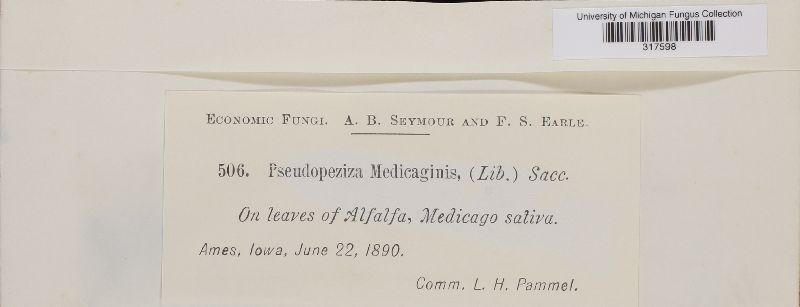 University of Michigan Fungus Collection
317598
Economic Fungi. A. B. Seymour and F. S. Earle.
506. Pseudopeziza Medicaginis, (Lib.) Sacc.
On leaves of Alfalfa, Medicago sativa.
Ames, Iowa, June 22, 1890.
Comm. L. H. Pammel.